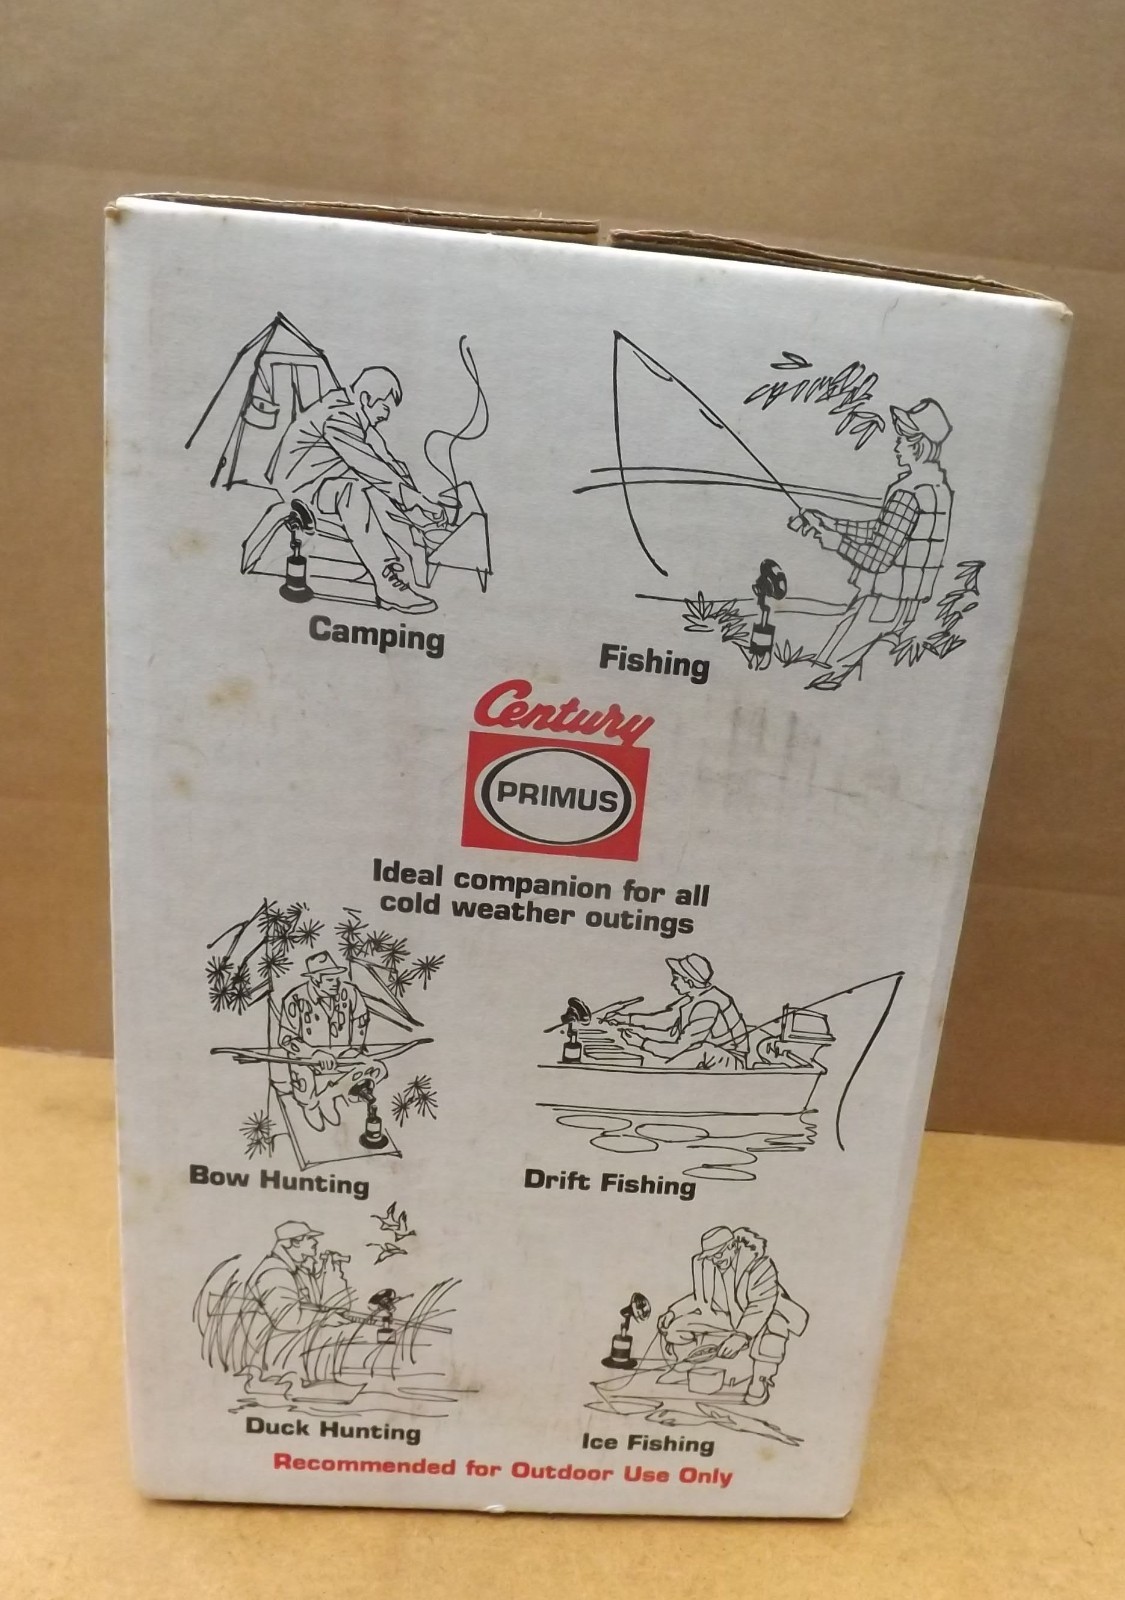 Camping
Fishing
Century
PRIMUS
Ideal companion for all
cold weather outings
Bow Hunting
Drift Fishing
Duck Hunting
Ice Fishing
Recommended for Outdoor Use Only